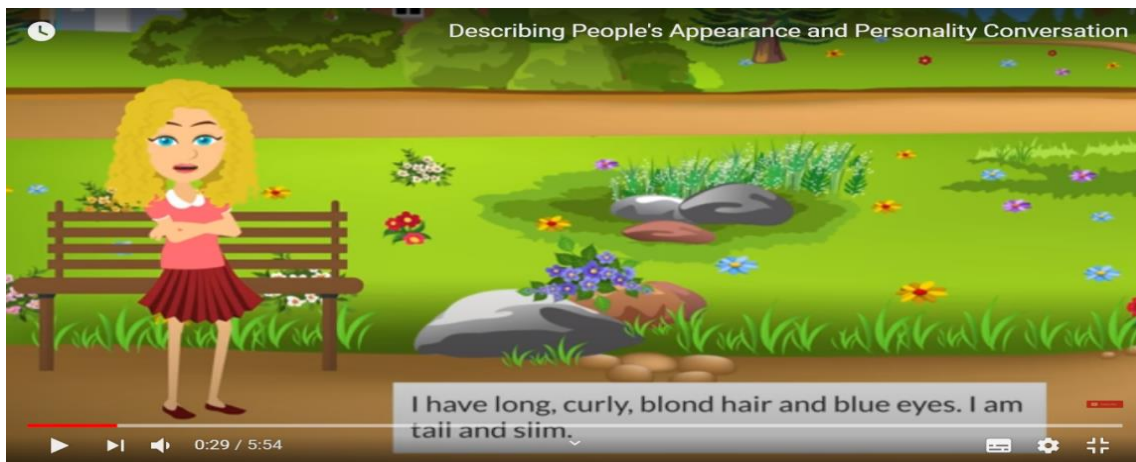 Describing People's Appearance and Personality Conversation
I have long, curly, blond hair and blue eyes. I am
tall and slim.
0:29 / 5:54